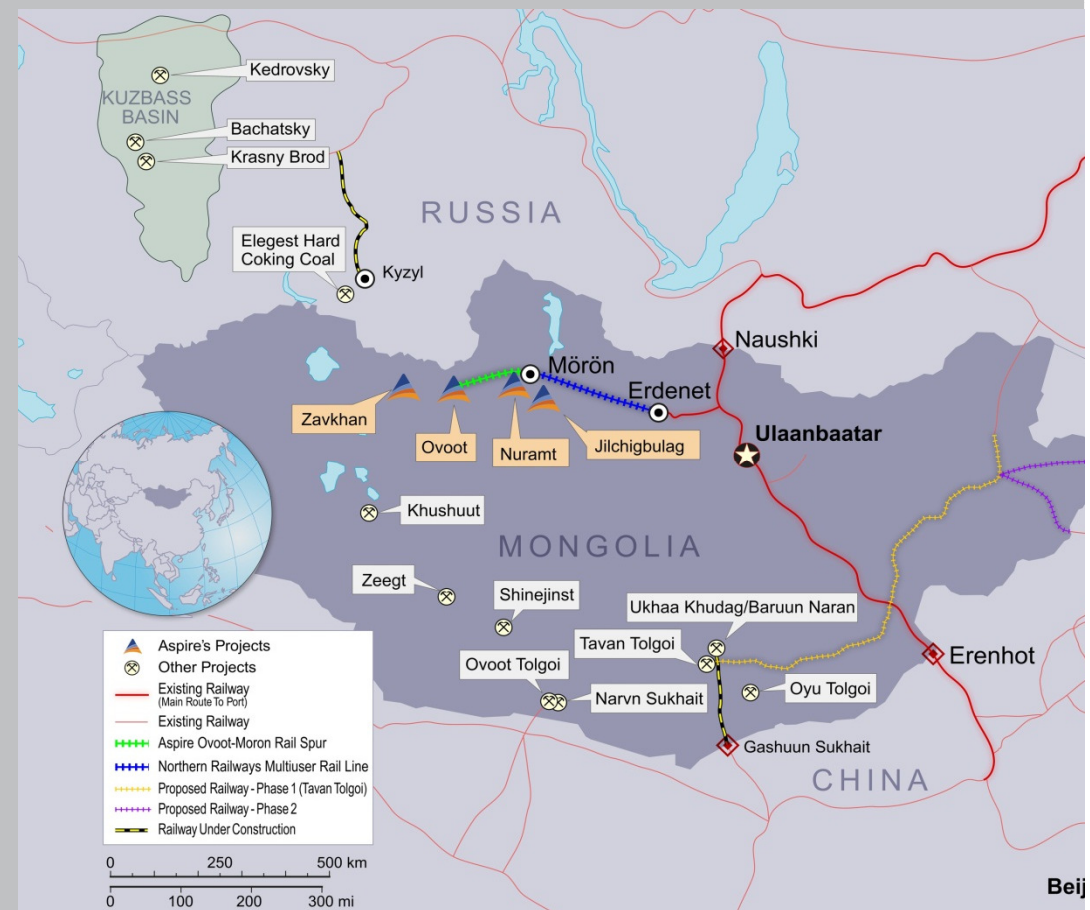 Kedrovsky
KUZBASS
BASIN
Bachatsky
Krasny Brod
RUSSIA
Elegest Hard
Coking Coal
Kyzyl
Naushki
Mörön
Erdenet
Zavkhan
Ovoot
Nuramt
Jilchigbulag
Ulaanbaatar
Khushuut
MONGOLIA
Zeegt
Shinejinst
Ukhaa Khudag/Baruun Naran
Tavan Tolgoi
Erenhot
Ovoot Tolgoi
Narvn Sukhait
Oyu Tolgoi
Gashuun Sukhait
CHINA
Aspire's Projects
Other Projects
Existing Railway
(Main Route To Port)
Existing Railway
Aspire Ovoot-Moron Rail Spur
Northern Railways Multiuser Rail Line
Proposed Railway - Phase 1 (Tavan Tolgoi)
Proposed Railway - Phase 2
Railway Under Construction
0 250 500 km
0 100 200 300 mi
Beij